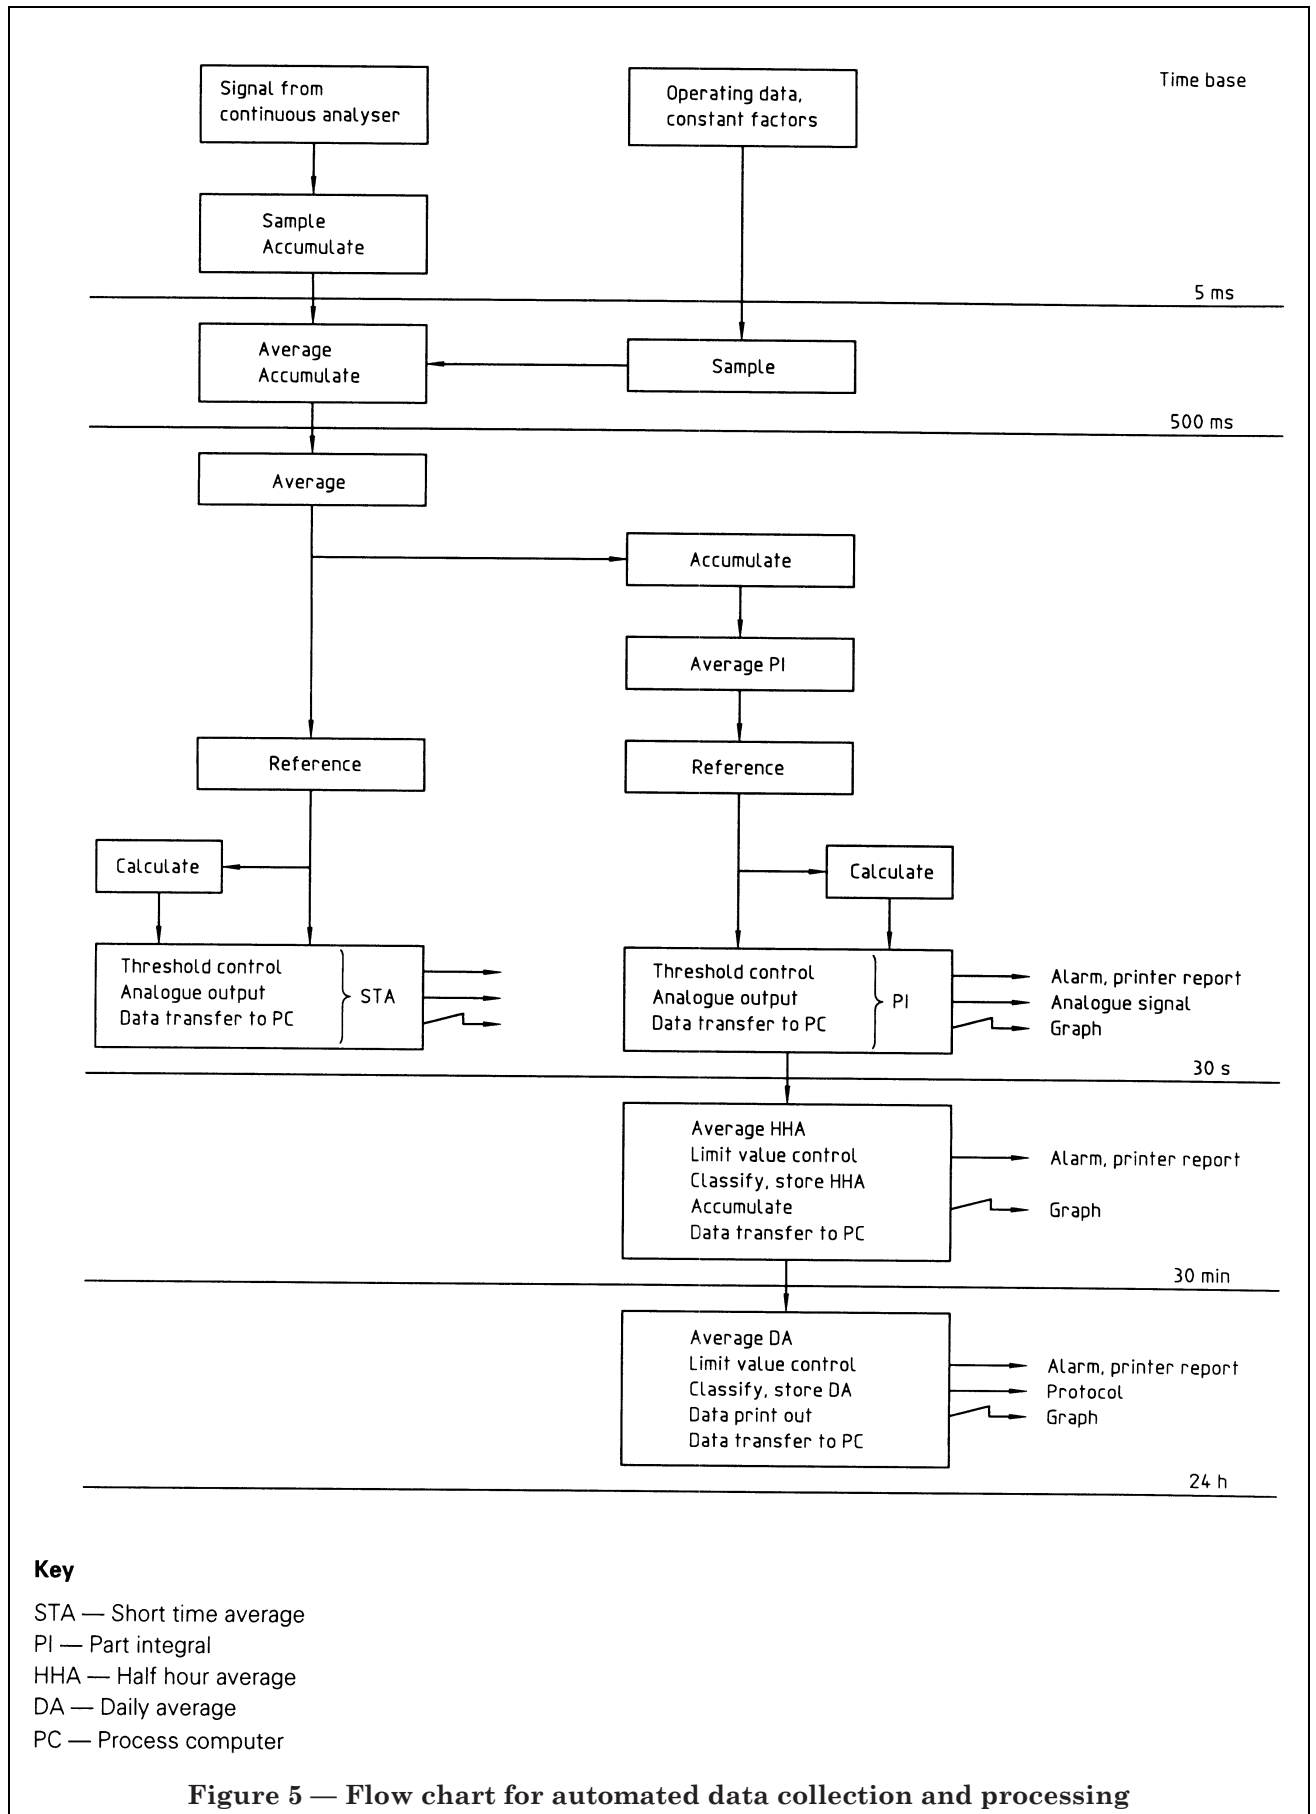 Signal from
continuous analyser
Operating data,
constant factors
Time base
Sample
Accumulate
5 ms
Average
Accumulate
Sample
500 ms
Average
Accumulate
Average PI
Reference
Reference
Calculate
Calculate
Threshold control
Analogue output
Data transfer to PC
STA
Threshold control
Analogue output
Data transfer to PC
PI
Alarm, printer report
Analogue signal
Graph
30 s
Average HHA
Limit value control
Classify, store HHA
Accumulate
Data transfer to PC
Alarm, printer report
Graph
30 min
Average DA
Limit value control
Classify, store DA
Data print out
Data transfer to PC
Alarm, printer report
Protocol
Graph
24 h
Key
STA — Short time average
PI — Part integral
HHA — Half hour average
DA — Daily average
PC — Process computer
Figure 5 — Flow chart for automated data collection and processing